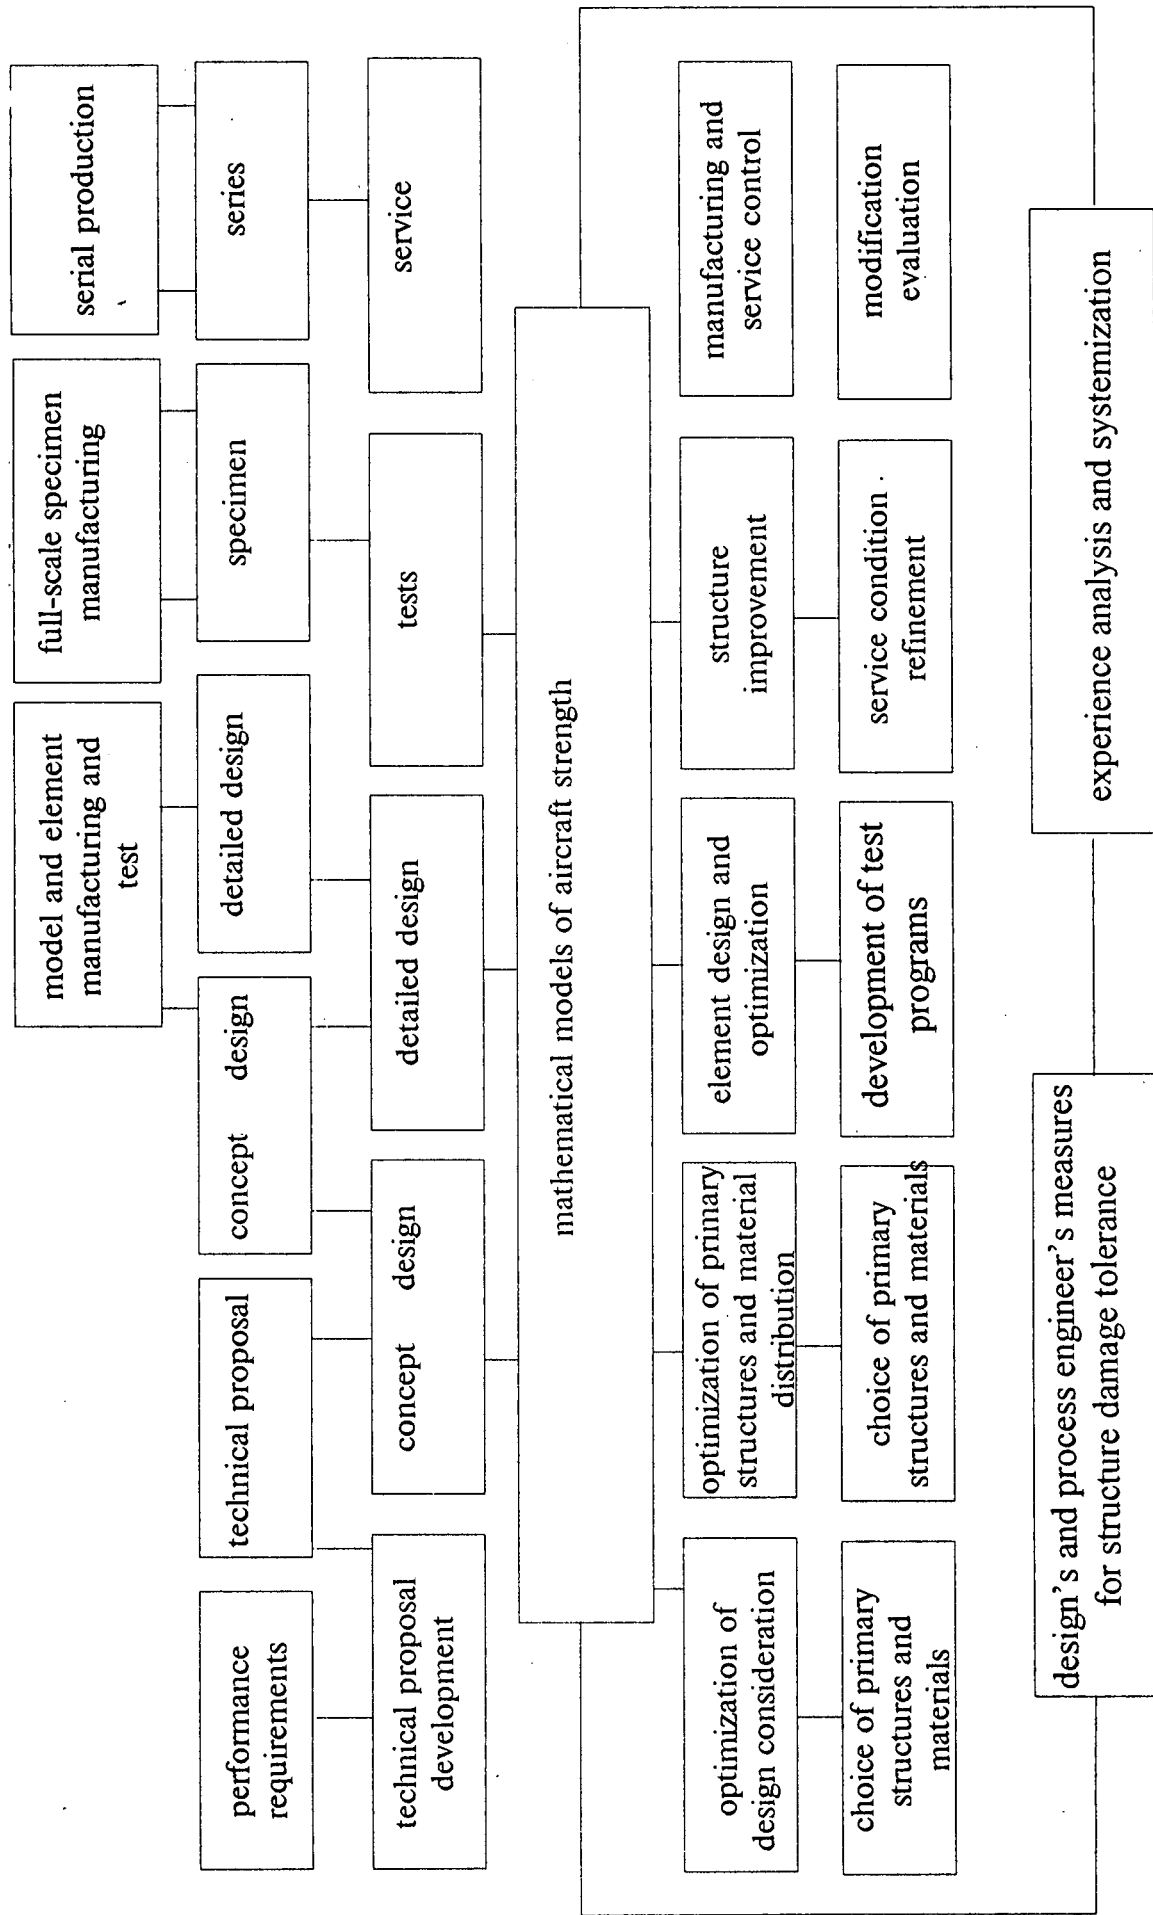 model and element
manufacturing and
test
full-scale specimen
manufacturing
serial production
performance
requirements
technical proposal
concept design
detailed design
specimen
series
technical proposal
development
concept design
detailed design
tests
service
mathematical models of aircraft strength
optimization of
design consideration
optimization of primary
structures and material
distribution
element design and
optimization
structure
improvement
manufacturing and
service control
choice of primary
structures and
materials
choice of primary
structures and materials
development of test
programs
service condition
refinement
modification
evaluation
design's and process engineer's measures
for structure damage tolerance
experience analysis and systemization